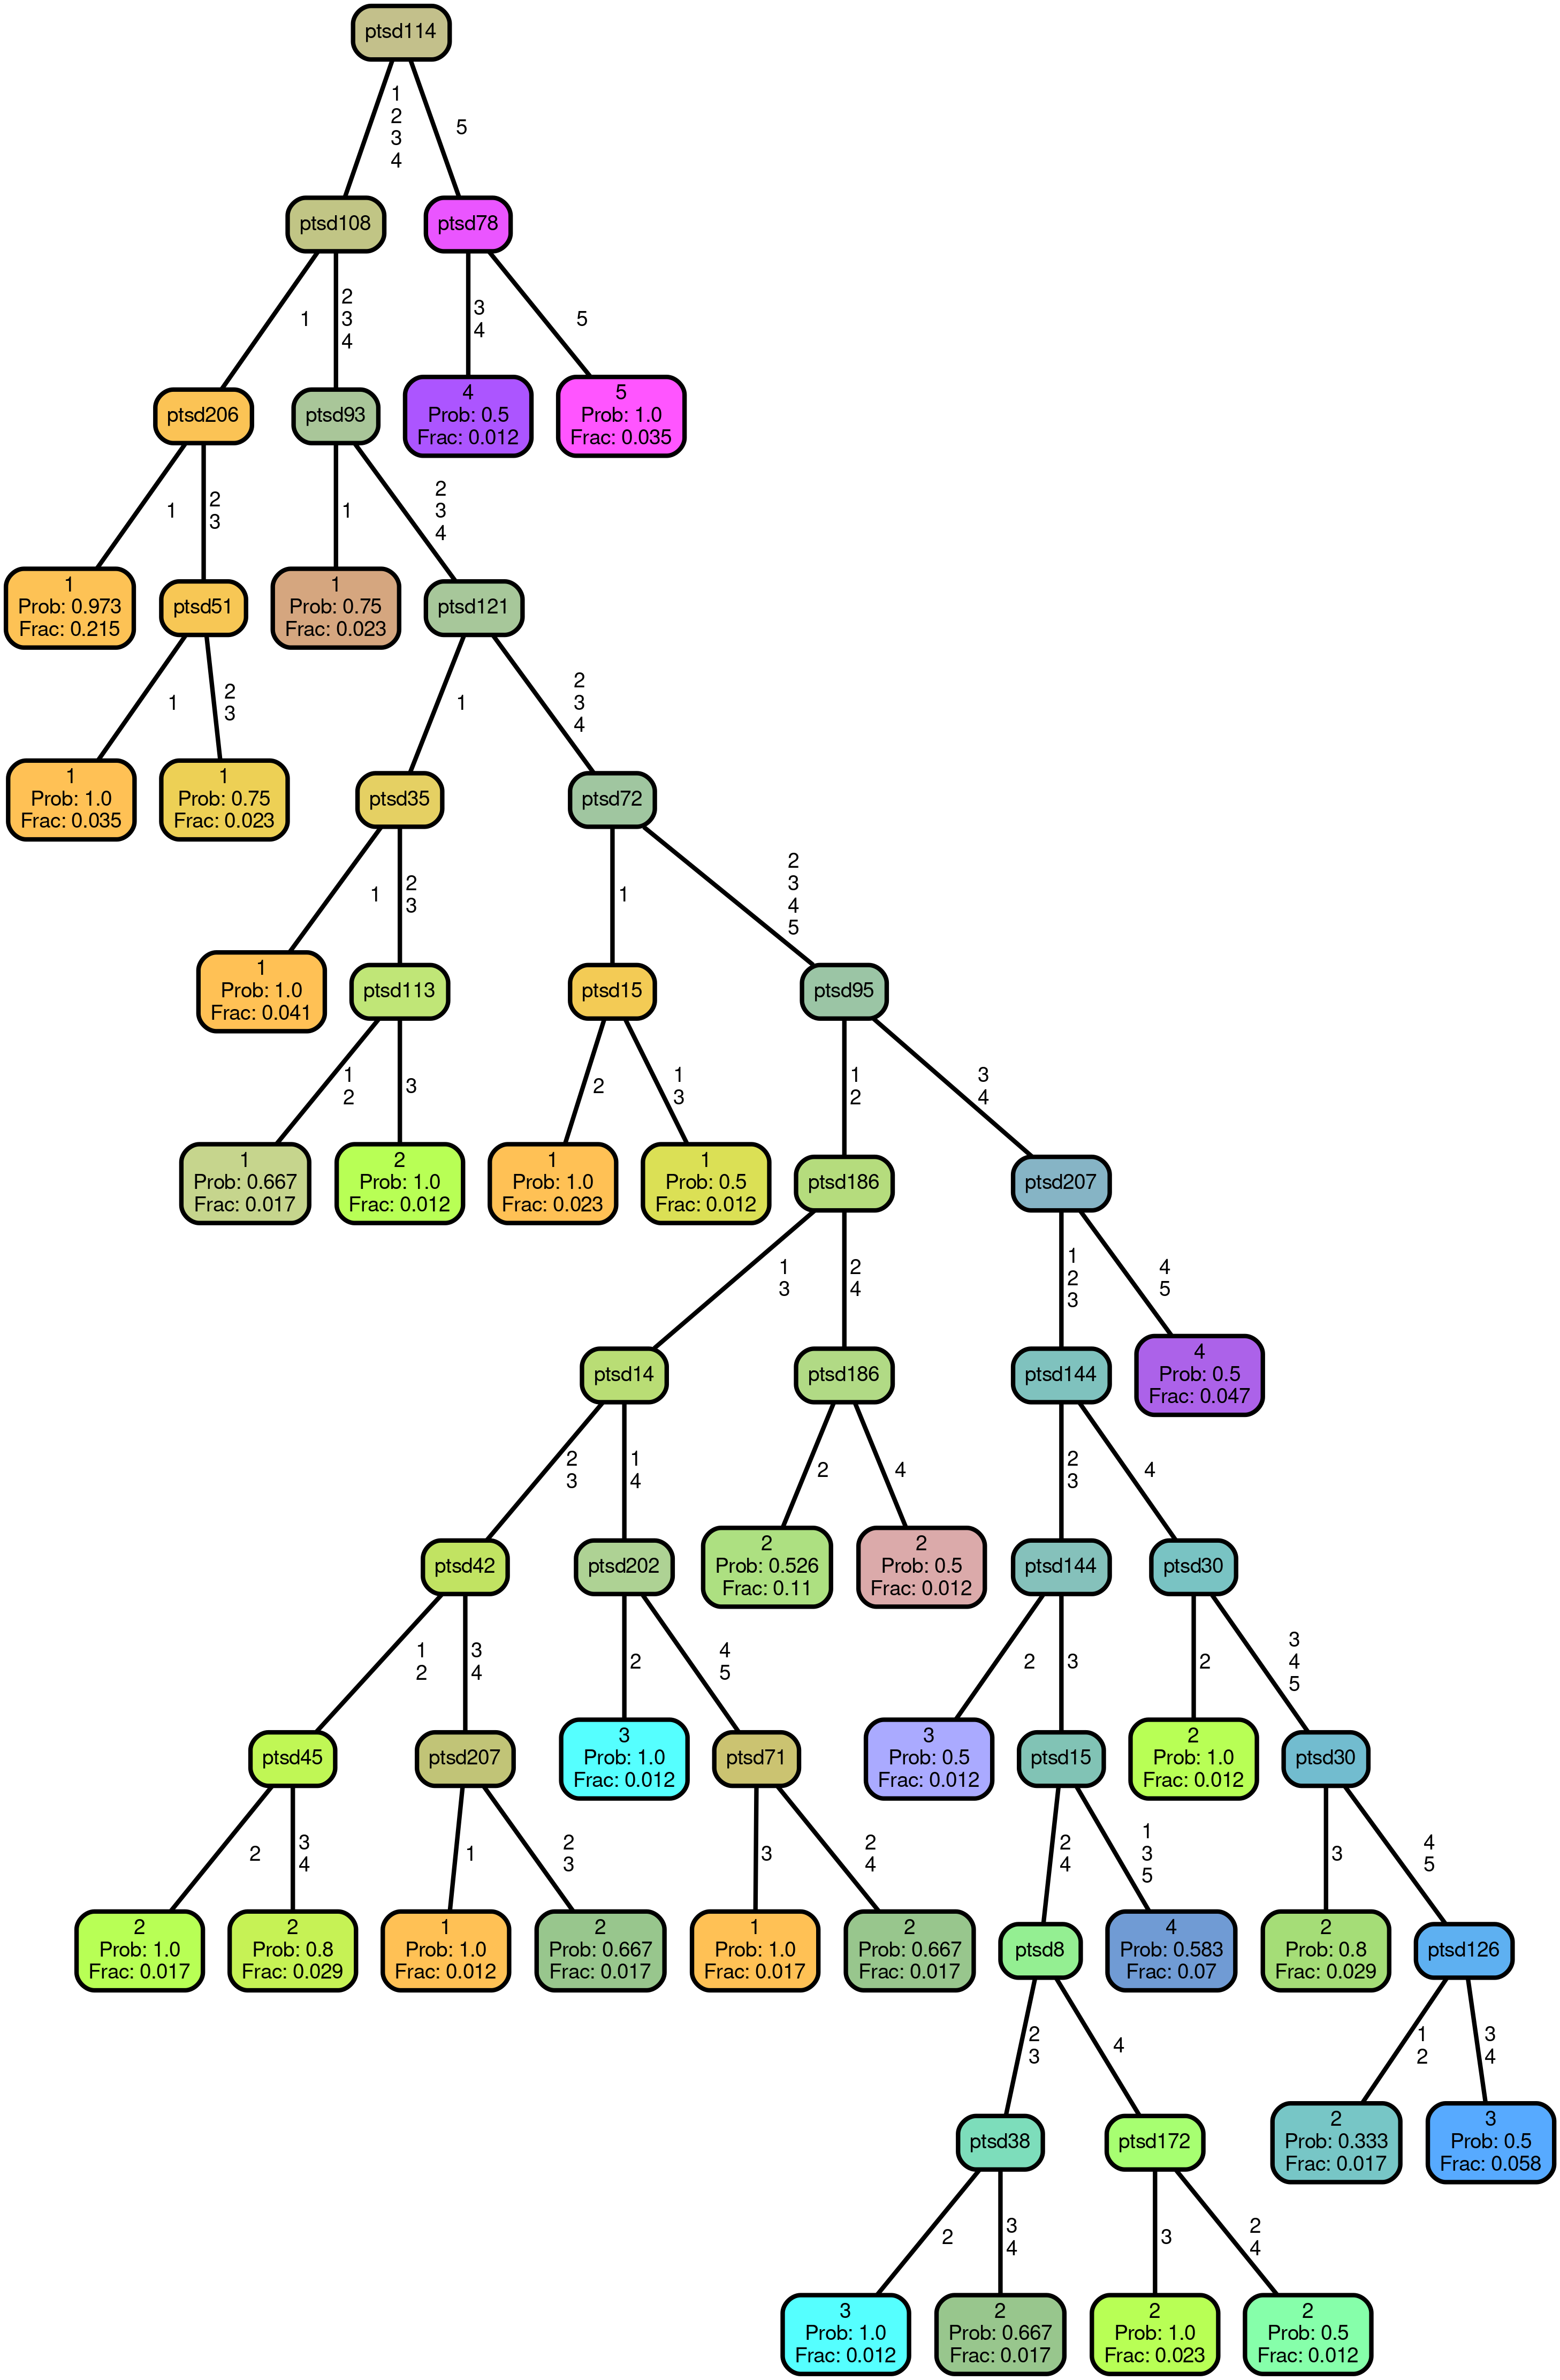 ptsd114
1
2
3
4
5
ptsd108
ptsd78
1
2
3
4
3
4
5
ptsd206
ptsd93
4
Prob: 0.5
Frac: 0.012
5
Prob: 1.0
Frac: 0.035
1
2
3
1
2
3
4
1
Prob: 0.973
Frac: 0.215
ptsd51
1
Prob: 0.75
Frac: 0.023
ptsd121
1
2
3
1
2
3
4
1
Prob: 1.0
Frac: 0.035
1
Prob: 0.75
Frac: 0.023
ptsd35
ptsd72
1
2
3
1
2
3
4
5
1
Prob: 1.0
Frac: 0.041
ptsd113
ptsd15
ptsd95
1
2
3
2
1
3
1
2
3
4
1
Prob: 0.667
Frac: 0.017
2
Prob: 1.0
Frac: 0.012
1
Prob: 1.0
Frac: 0.023
1
Prob: 0.5
Frac: 0.012
ptsd186
ptsd207
1
3
2
4
1
2
3
4
5
ptsd14
ptsd186
ptsd144
4
Prob: 0.5
Frac: 0.047
2
3
1
4
2
4
2
3
4
ptsd42
ptsd202
2
Prob: 0.526
Frac: 0.11
2
Prob: 0.5
Frac: 0.012
ptsd144
ptsd30
1
2
3
4
2
4
5
2
3
2
3
4
5
ptsd45
ptsd207
3
Prob: 1.0
Frac: 0.012
ptsd71
3
Prob: 0.5
Frac: 0.012
ptsd15
2
Prob: 1.0
Frac: 0.012
ptsd30
2
3
4
1
2
3
3
2
4
2
4
1
3
5
3
4
5
2
Prob: 1.0
Frac: 0.017
2
Prob: 0.8
Frac: 0.029
1
Prob: 1.0
Frac: 0.012
2
Prob: 0.667
Frac: 0.017
1
Prob: 1.0
Frac: 0.017
2
Prob: 0.667
Frac: 0.017
ptsd8
4
Prob: 0.583
Frac: 0.07
2
Prob: 0.8
Frac: 0.029
ptsd126
2
3
4
1
2
3
4
ptsd38
ptsd172
2
Prob: 0.333
Frac: 0.017
3
Prob: 0.5
Frac: 0.058
2
3
4
3
2
4
3
Prob: 1.0
Frac: 0.012
2
Prob: 0.667
Frac: 0.017
2
Prob: 1.0
Frac: 0.023
2
Prob: 0.5
Frac: 0.012